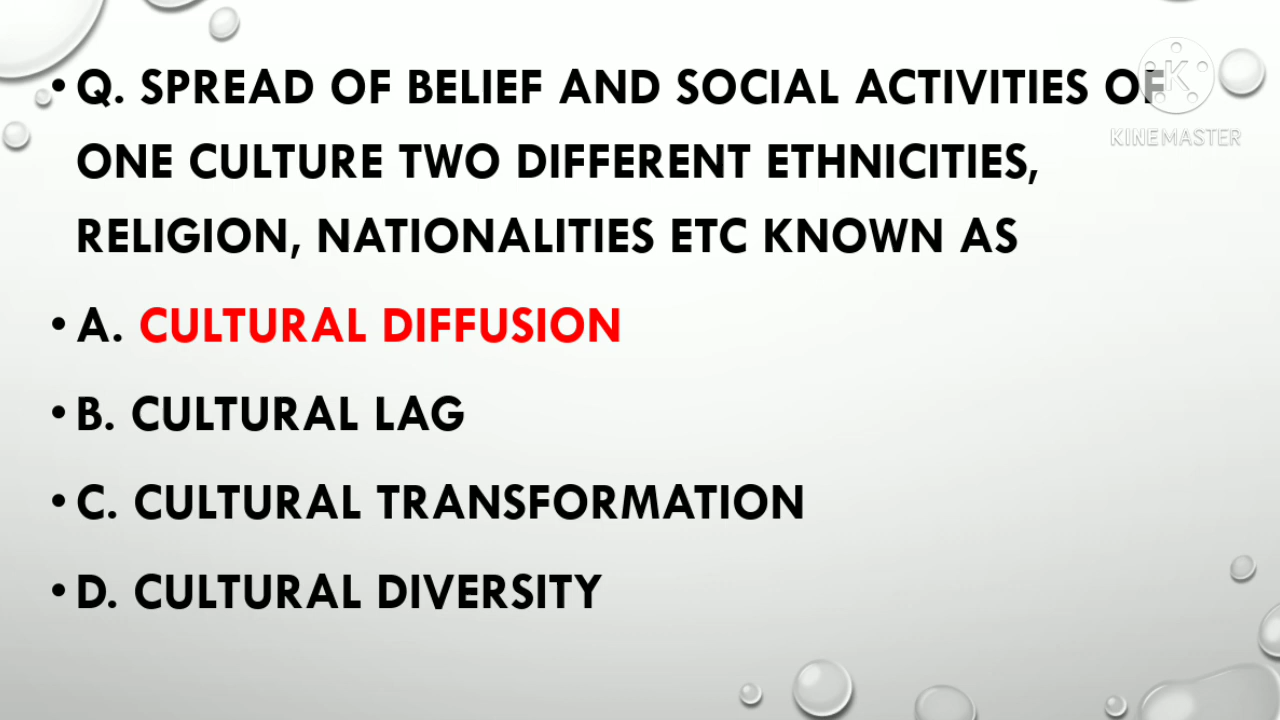 • Q. SPREAD OF BELIEF AND SOCIAL ACTIVITIES OF
ONE CULTURE TWO DIFFERENT ETHNICITIES,
RELIGION, NATIONALITIES ETC KNOWN AS
• A. CULTURAL DIFFUSION
• B. CULTURAL LAG
• C. CULTURAL TRANSFORMATION
• D. CULTURAL DIVERSITY
K
KINEMASTER